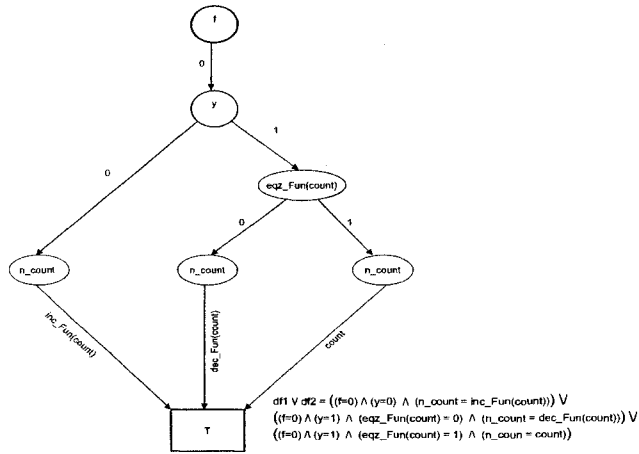 f
0
y
0
1
eqz_Fun(count)
0
1
n_count
n_count
n_count
inc_Fun(count)
dec_Fun(count)
count
T
df1 V df2 = ((f=0) Λ (y=0) Λ (n_count = inc_Fun(count))) V
((f=0) Λ (y=1) Λ (eqz_Fun(count) = 0) Λ (n_count = dec_Fun(count))) V
((f=0) Λ (y=1) Λ (eqz_Fun(count) = 1) Λ (n_coun = count))